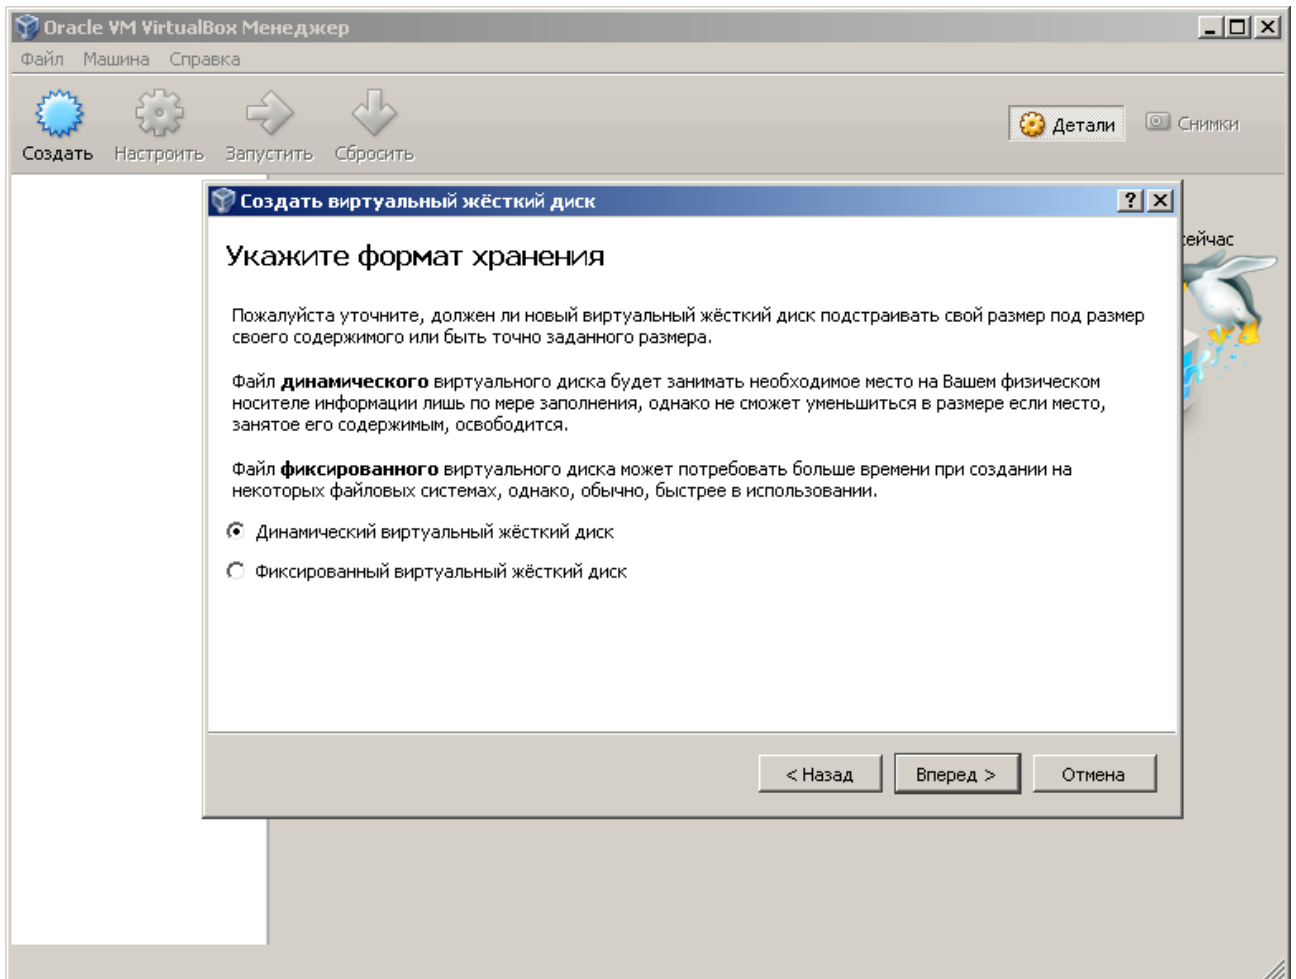 Oracle VM VirtualBox Менеджер
Файл Машина Справка
Создать Настроить Запустить Сбросить
Детали Снимки
Создать виртуальный жёсткий диск
сейчас
Укажите формат хранения
Пожалуйста уточните, должен ли новый виртуальный жёсткий диск подстраивать свой размер под размер
своего содержимого или быть точно заданного размера.
Файл динамического виртуального диска будет занимать необходимое место на Вашем физическом
носителе информации лишь по мере заполнения, однако не сможет уменьшиться в размере если место,
занятое его содержимым, освободится.
Файл фиксированного виртуального диска может потребовать больше времени при создании на
некоторых файловых системах, однако, обычно, быстрее в использовании.
Динамический виртуальный жёсткий диск
Фиксированный виртуальный жёсткий диск
< Назад Вперед > Отмена